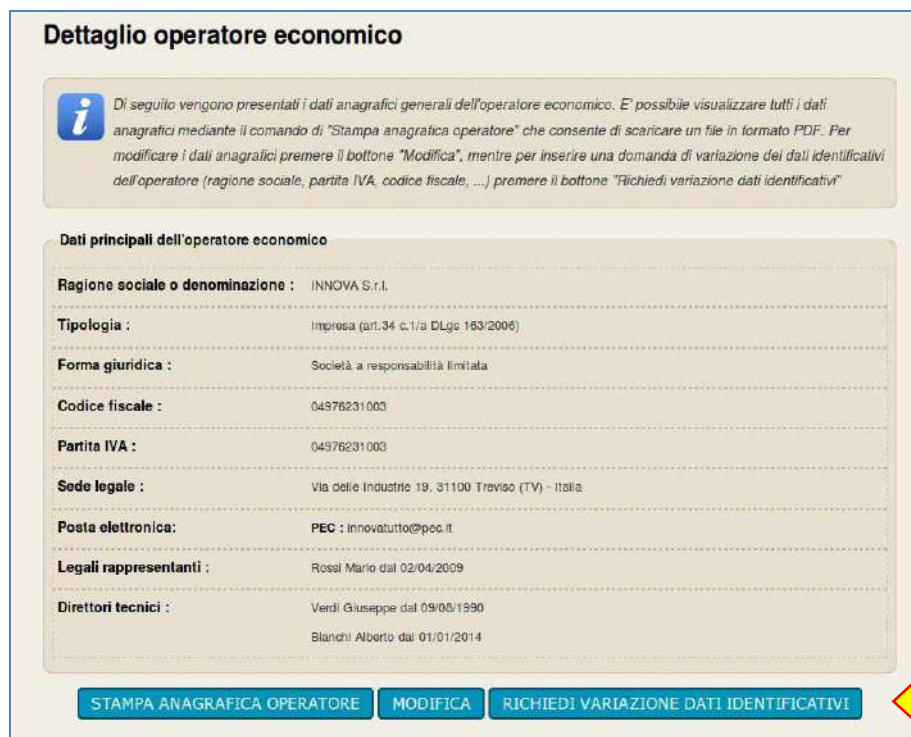 Dettaglio operatore economico
Di seguito vengono presentati i dati anagrafici generali dell'operatore economico. E' possibile visualizzare tutti i dati
anagrafici mediante il comando di "Stampa anagrafica operatore" che consente di scaricare un file in formato PDF. Per
modificare i dati anagrafici premere il bottone "Modifica", mentre per inserire una domanda di variazione dei dati identificativi
dell'operatore (ragione sociale, partita IVA, codice fiscale, ...) premere il bottone "Richiedi variazione dati identificativi"
Dati principali dell'operatore economico
Ragione sociale o denominazione : INNOVA S.r.l.
Tipologia : Impresa (art.34 c.1/a DLgs 163/2006)
Forma giuridica : Società a responsabilità limitata
Codice fiscale : 04976231003
Partita IVA : 04976231003
Sede legale : Via delle Industrie 19, 31100 Treviso (TV) - Italia
Posta elettronica: PEC : innovatutto@pec.it
Legali rappresentanti : Rossi Mario dal 02/04/2009
Direttori tecnici : Verdi Giuseppe dal 09/08/1990
Bianchi Alberto dal 01/01/2014
STAMPA ANAGRAFICA OPERATORE MODIFICA RICHIEDI VARIAZIONE DATI IDENTIFICATIVI